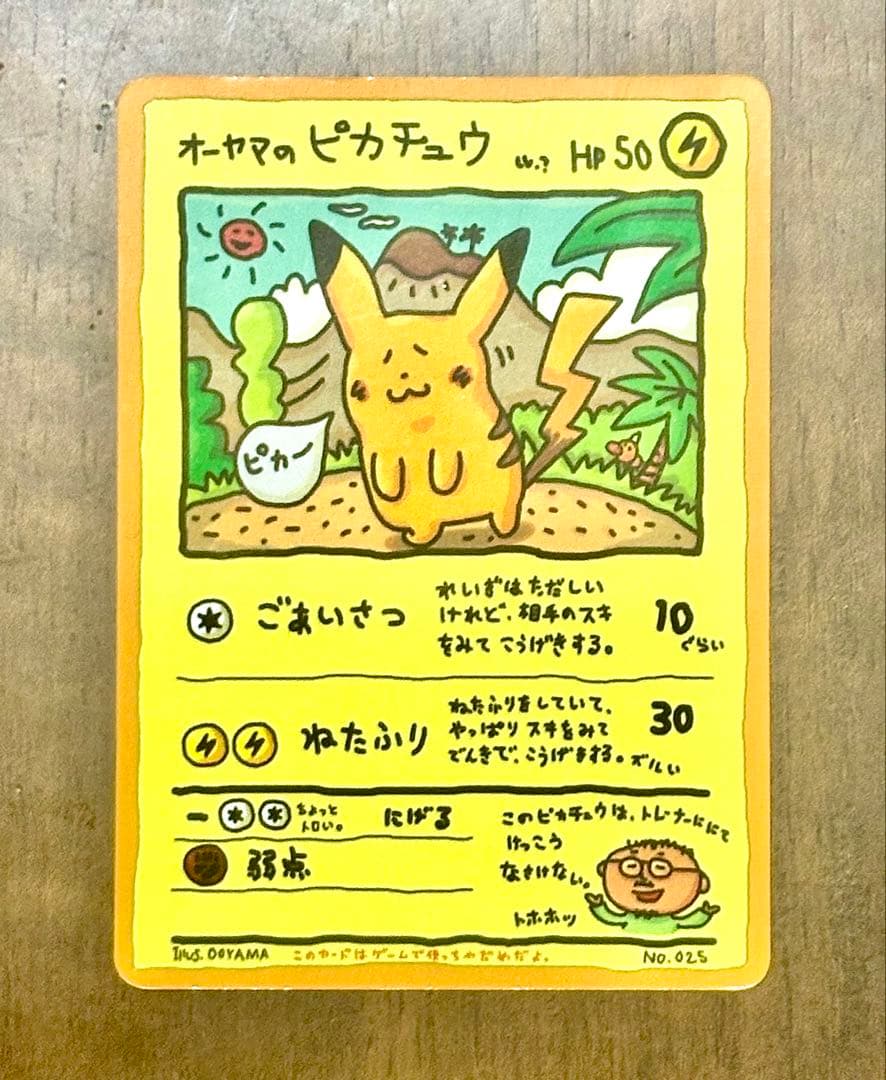 オーヤマのピカチュウ LV.? HP 50
ピカー
ごあいさつ
れいぎはただしい
けれど、相手のスキ
をみてこうげきする。
10
ぐらい
ねたふり
ねたふりをしていて、
やっぱりスキをみて
でんきで、こうげきする。ズルい
30
ー ちょっと
トロい。
にげる
弱点
このピカチュウは、トレナーににて
けっこう
なさけない。
トホホッ
Illus. OOYAMA このカードはゲームで使っちゃだめだよ。 No. 025